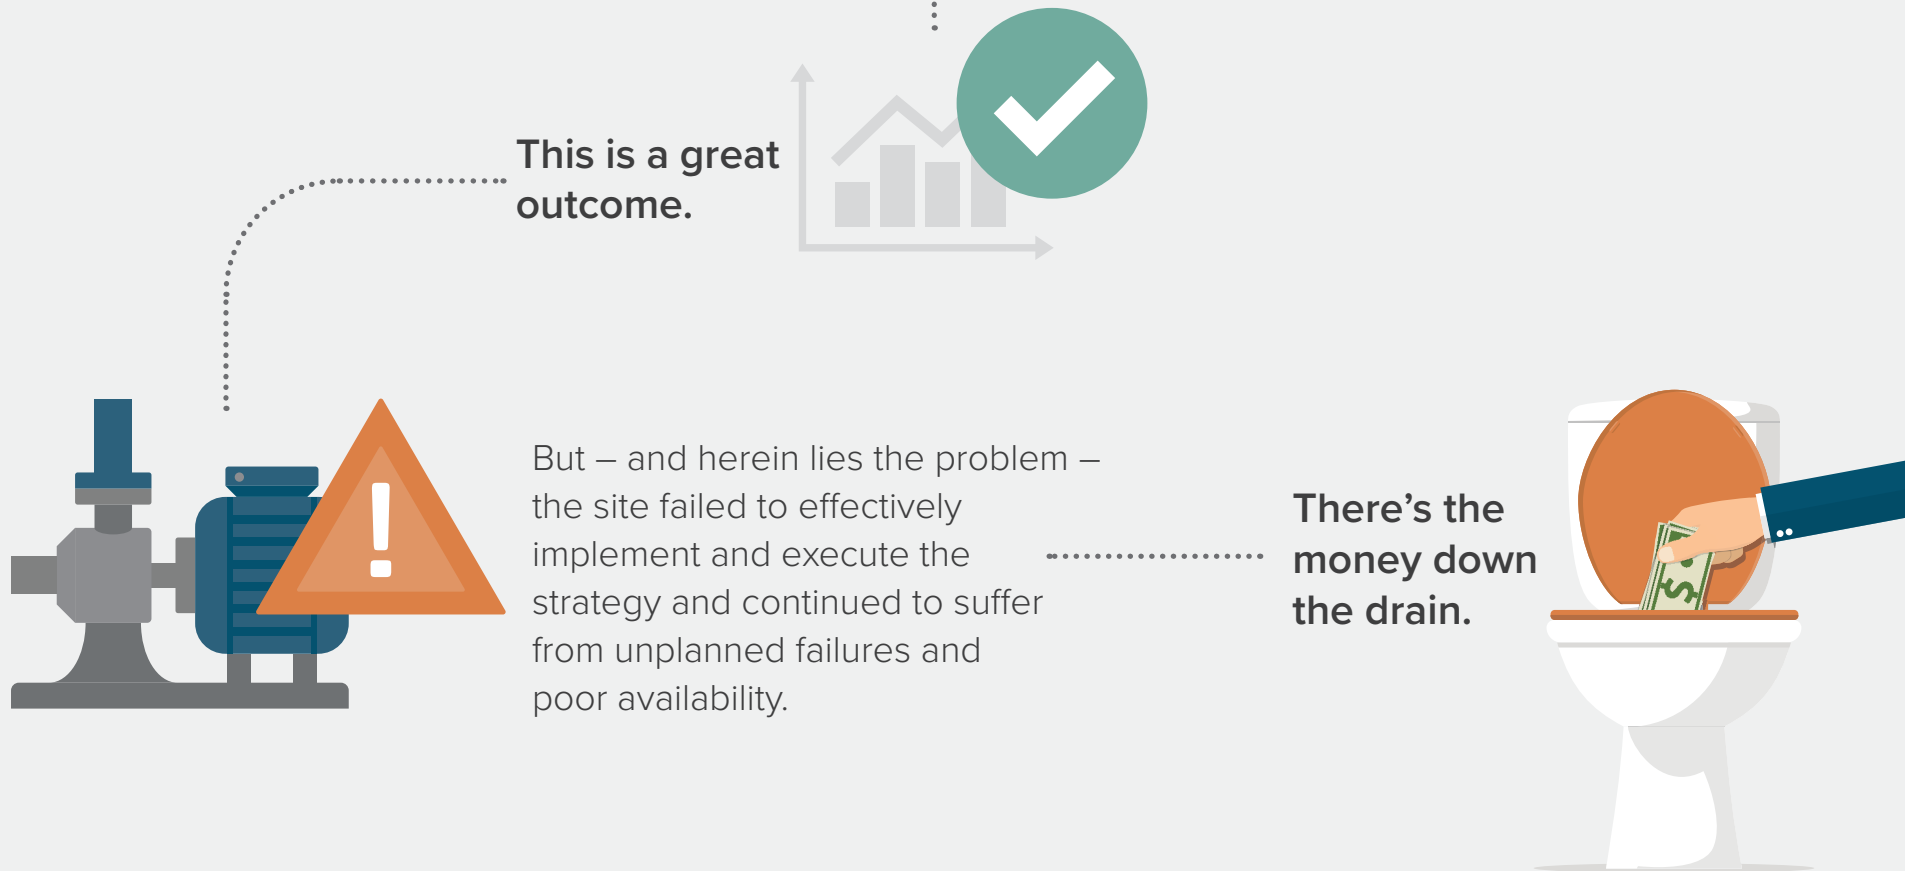 This is a great
outcome.
But – and herein lies the problem –
the site failed to effectively
implement and execute the
strategy and continued to suffer
from unplanned failures and
poor availability.
There’s the
money down
the drain.